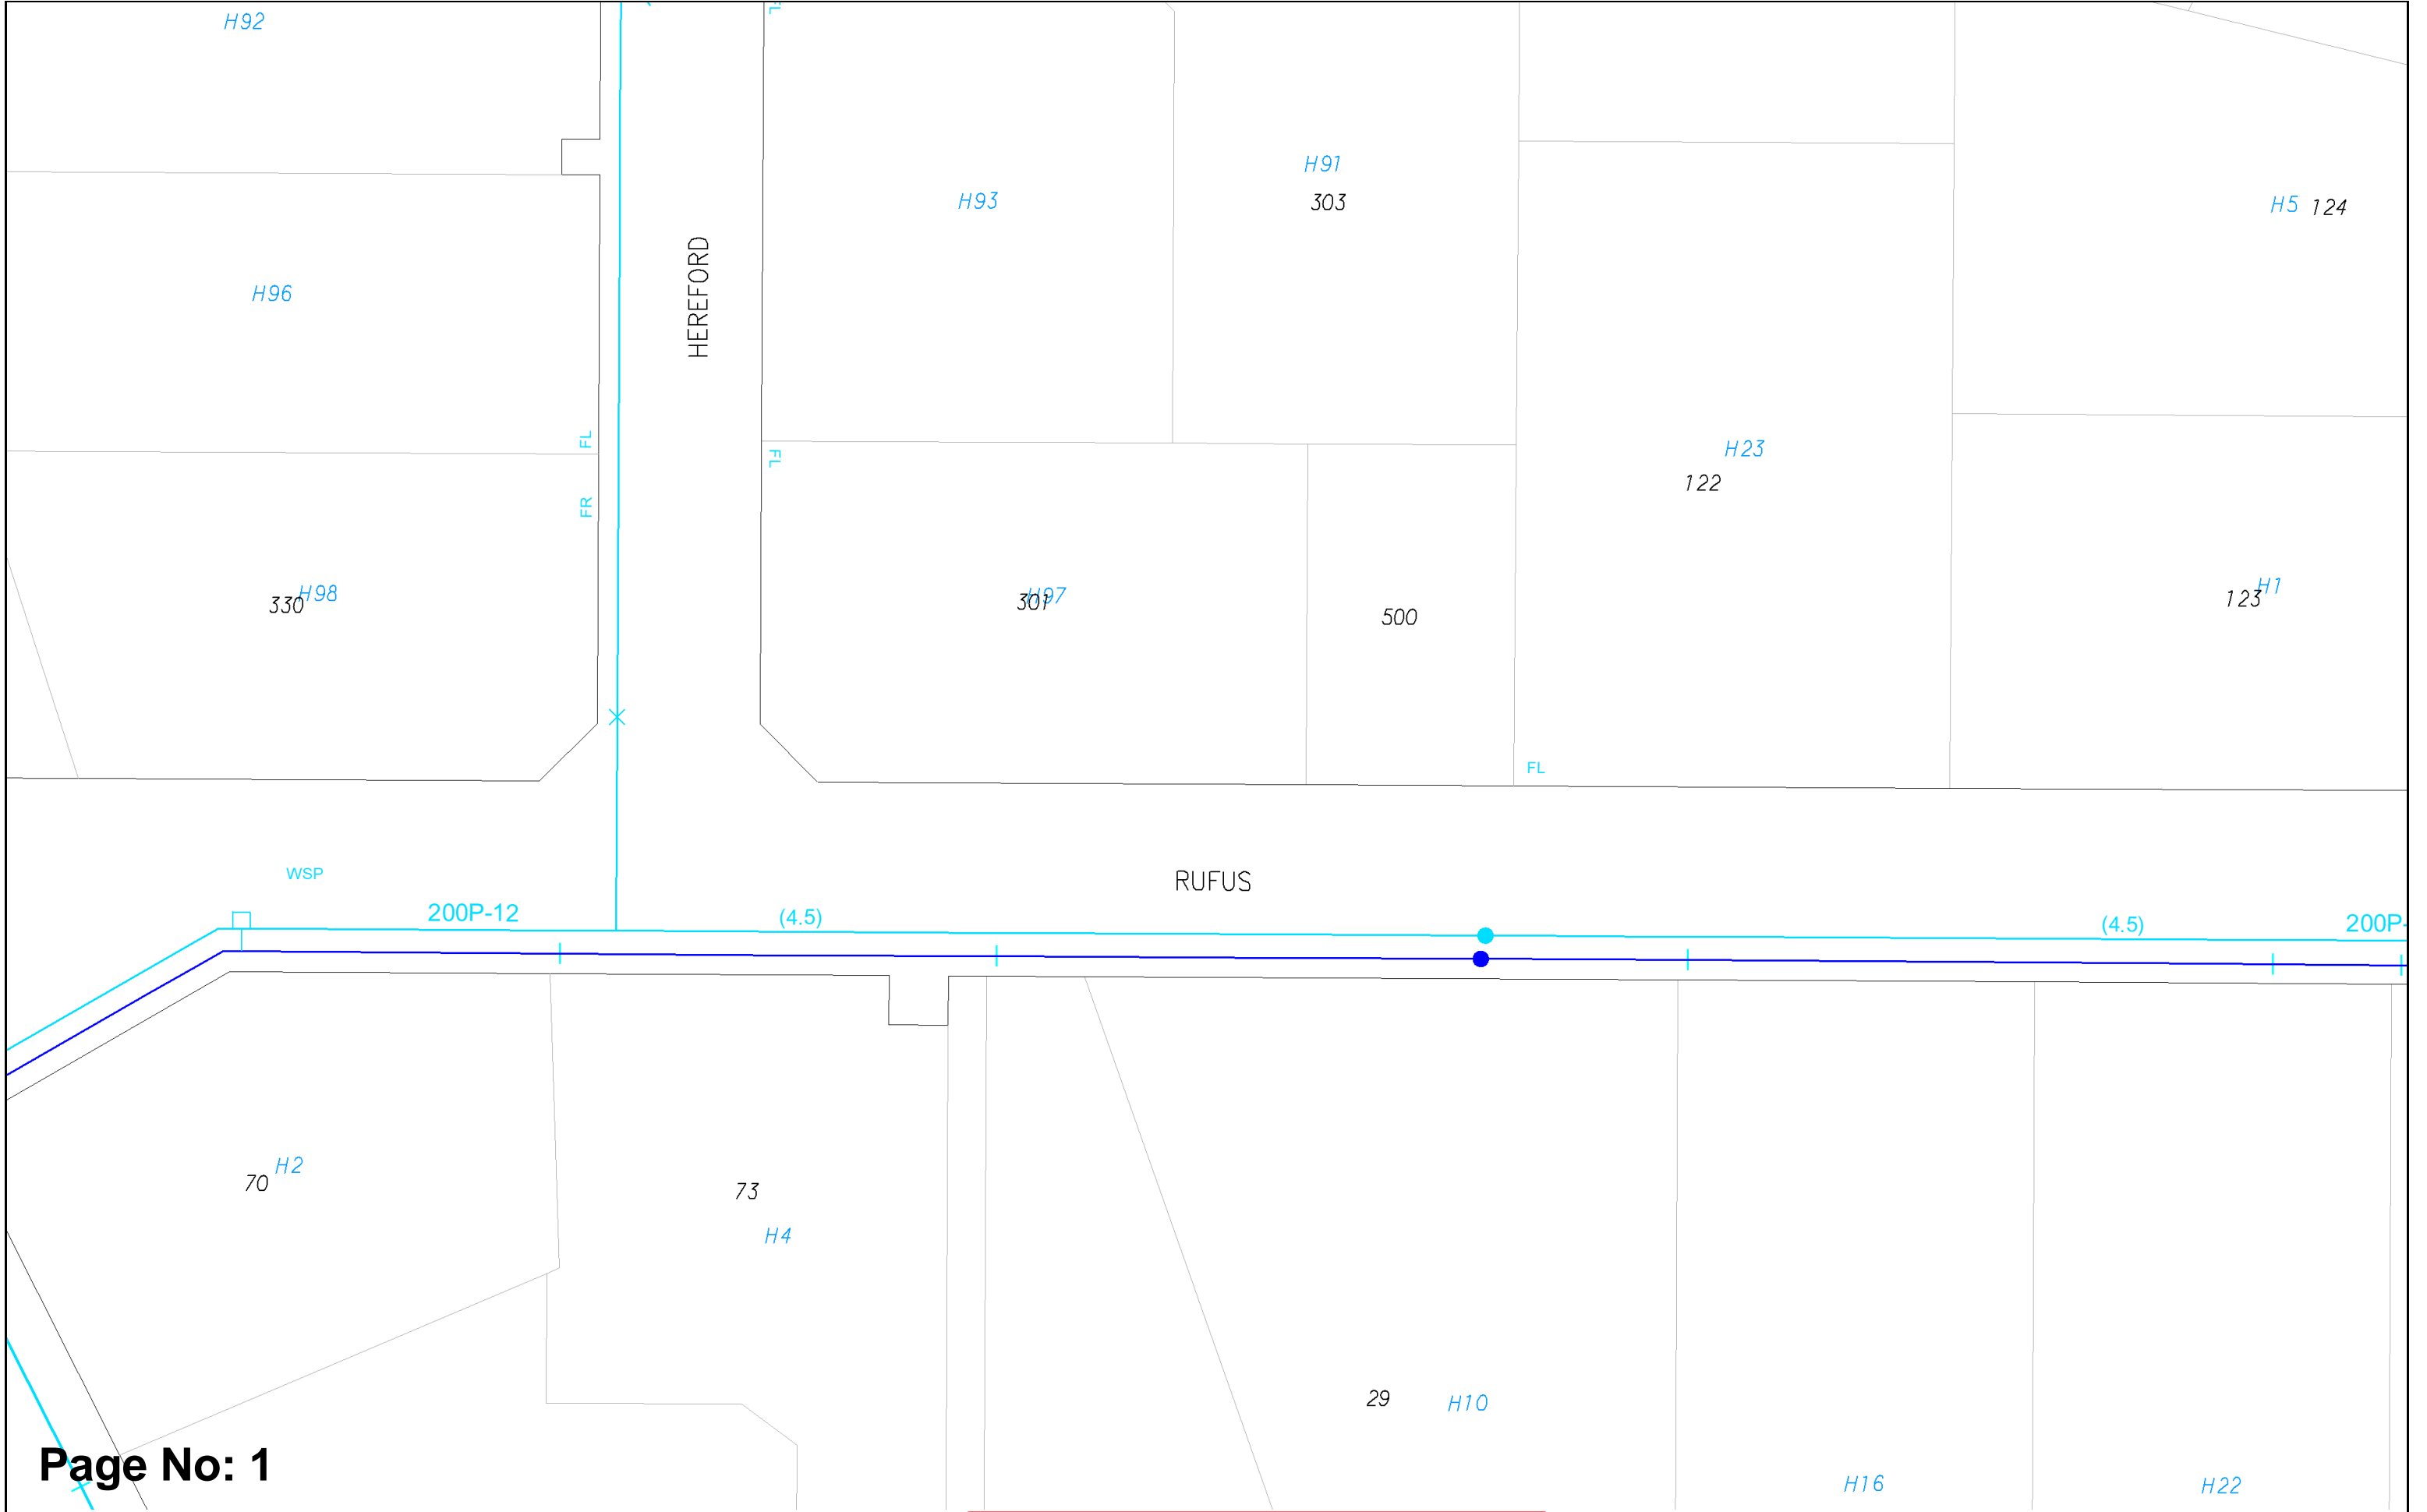 H92
FL
H91
303
H93
H5 124
HEREFORD
H96
FL
FL
H23
122
FR
H98
330
H97
301
500
H1
123
FL
WSP
RUFUS
200P-12
(4.5)
(4.5)
200P-
H2
70
73
H4
29
H10
Page No: 1
H16
H22